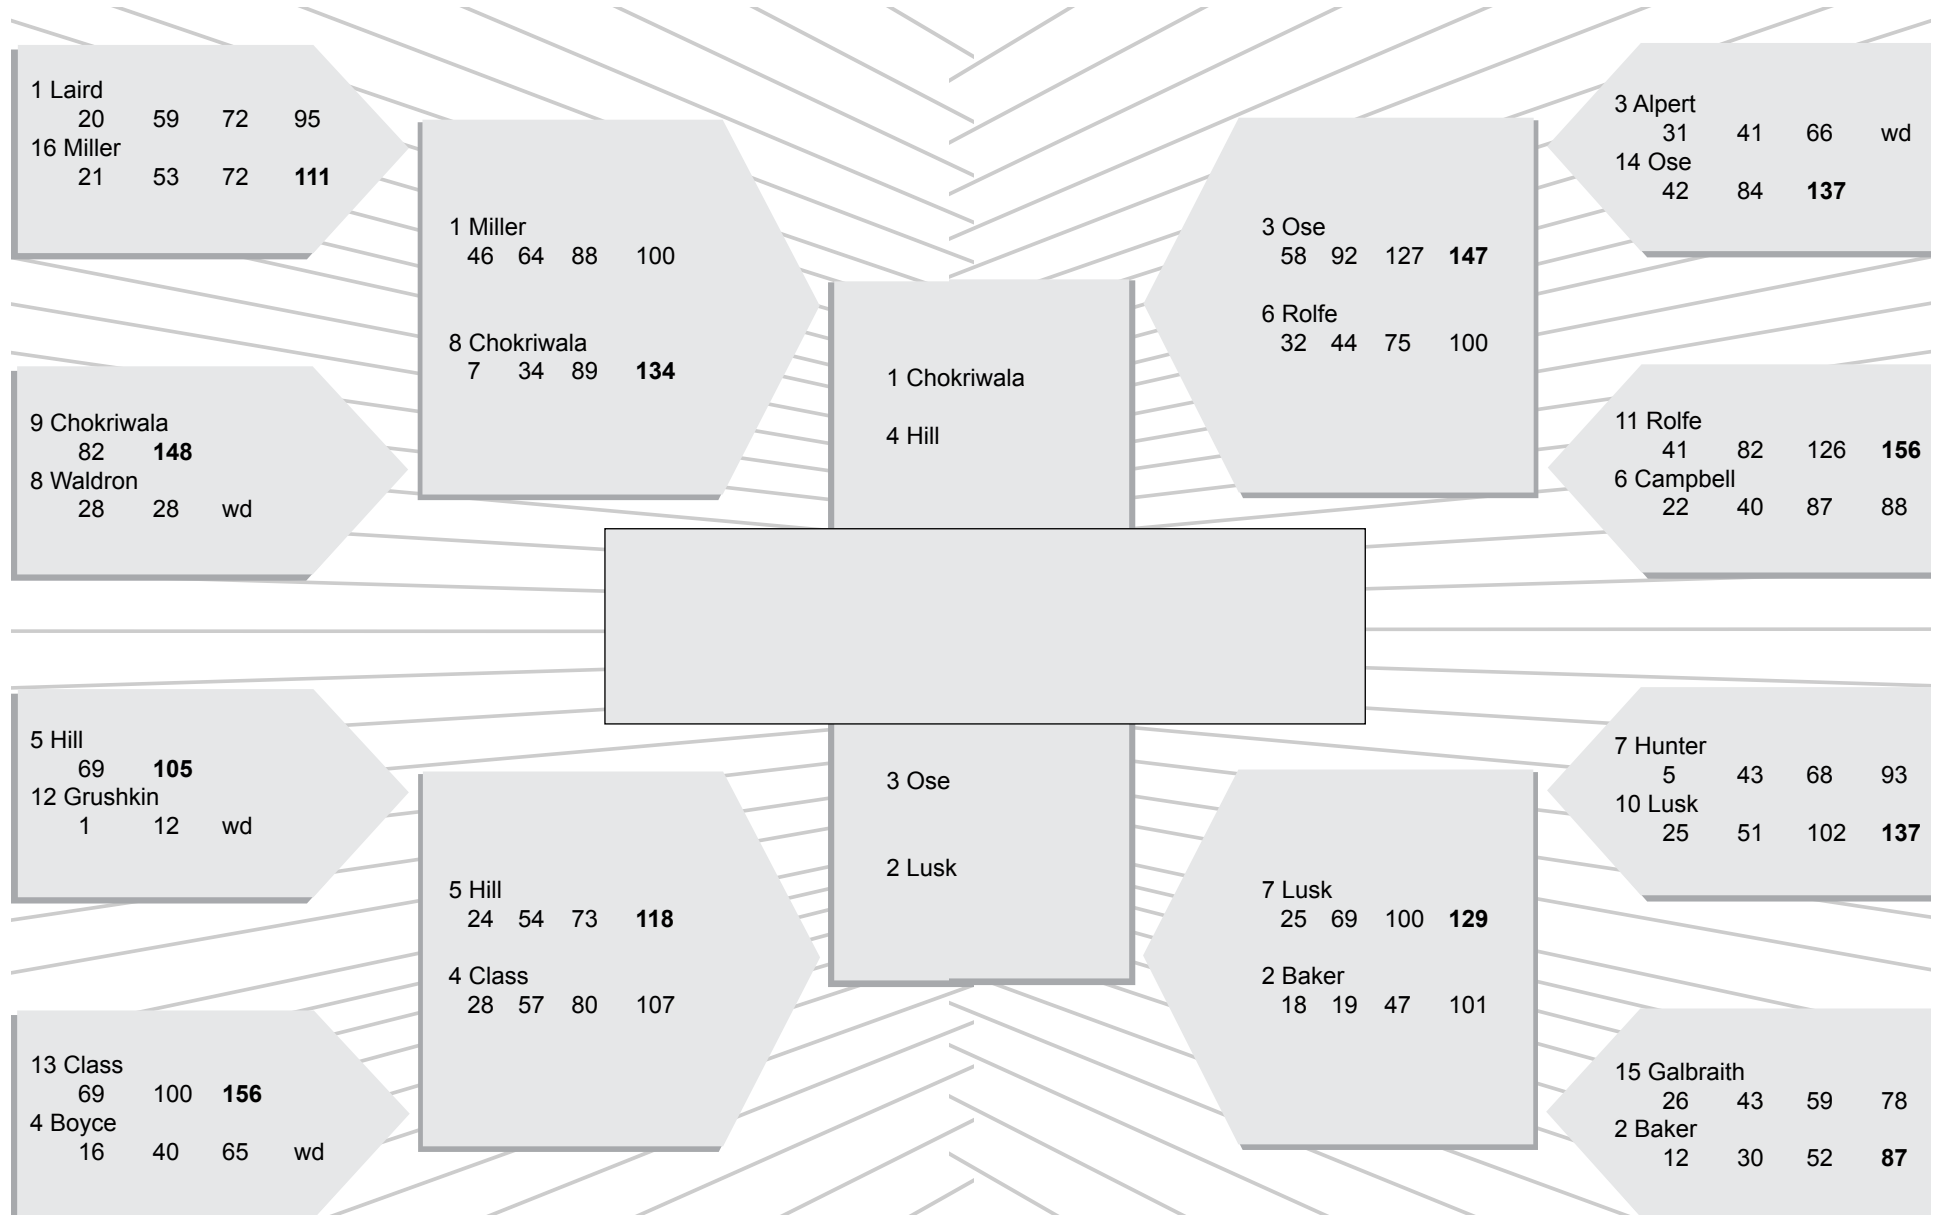 1 Laird
20 59 72 95
16 Miller
21 53 72 111
9 Chokriwala
82 148
8 Waldron
28 28 wd
5 Hill
69 105
12 Grushkin
1 12 wd
13 Class
69 100 156
4 Boyce
16 40 65 wd
1 Miller
46 64 88 100
8 Chokriwala
7 34 89 134
5 Hill
24 54 73 118
4 Class
28 57 80 107
1 Chokriwala
4 Hill
3 Ose
2 Lusk
3 Ose
58 92 127 147
6 Rolfe
32 44 75 100
7 Lusk
25 69 100 129
2 Baker
18 19 47 101
3 Alpert
31 41 66 wd
14 Ose
42 84 137
11 Rolfe
41 82 126 156
6 Campbell
22 40 87 88
7 Hunter
5 43 68 93
10 Lusk
25 51 102 137
15 Galbraith
26 43 59 78
2 Baker
12 30 52 87